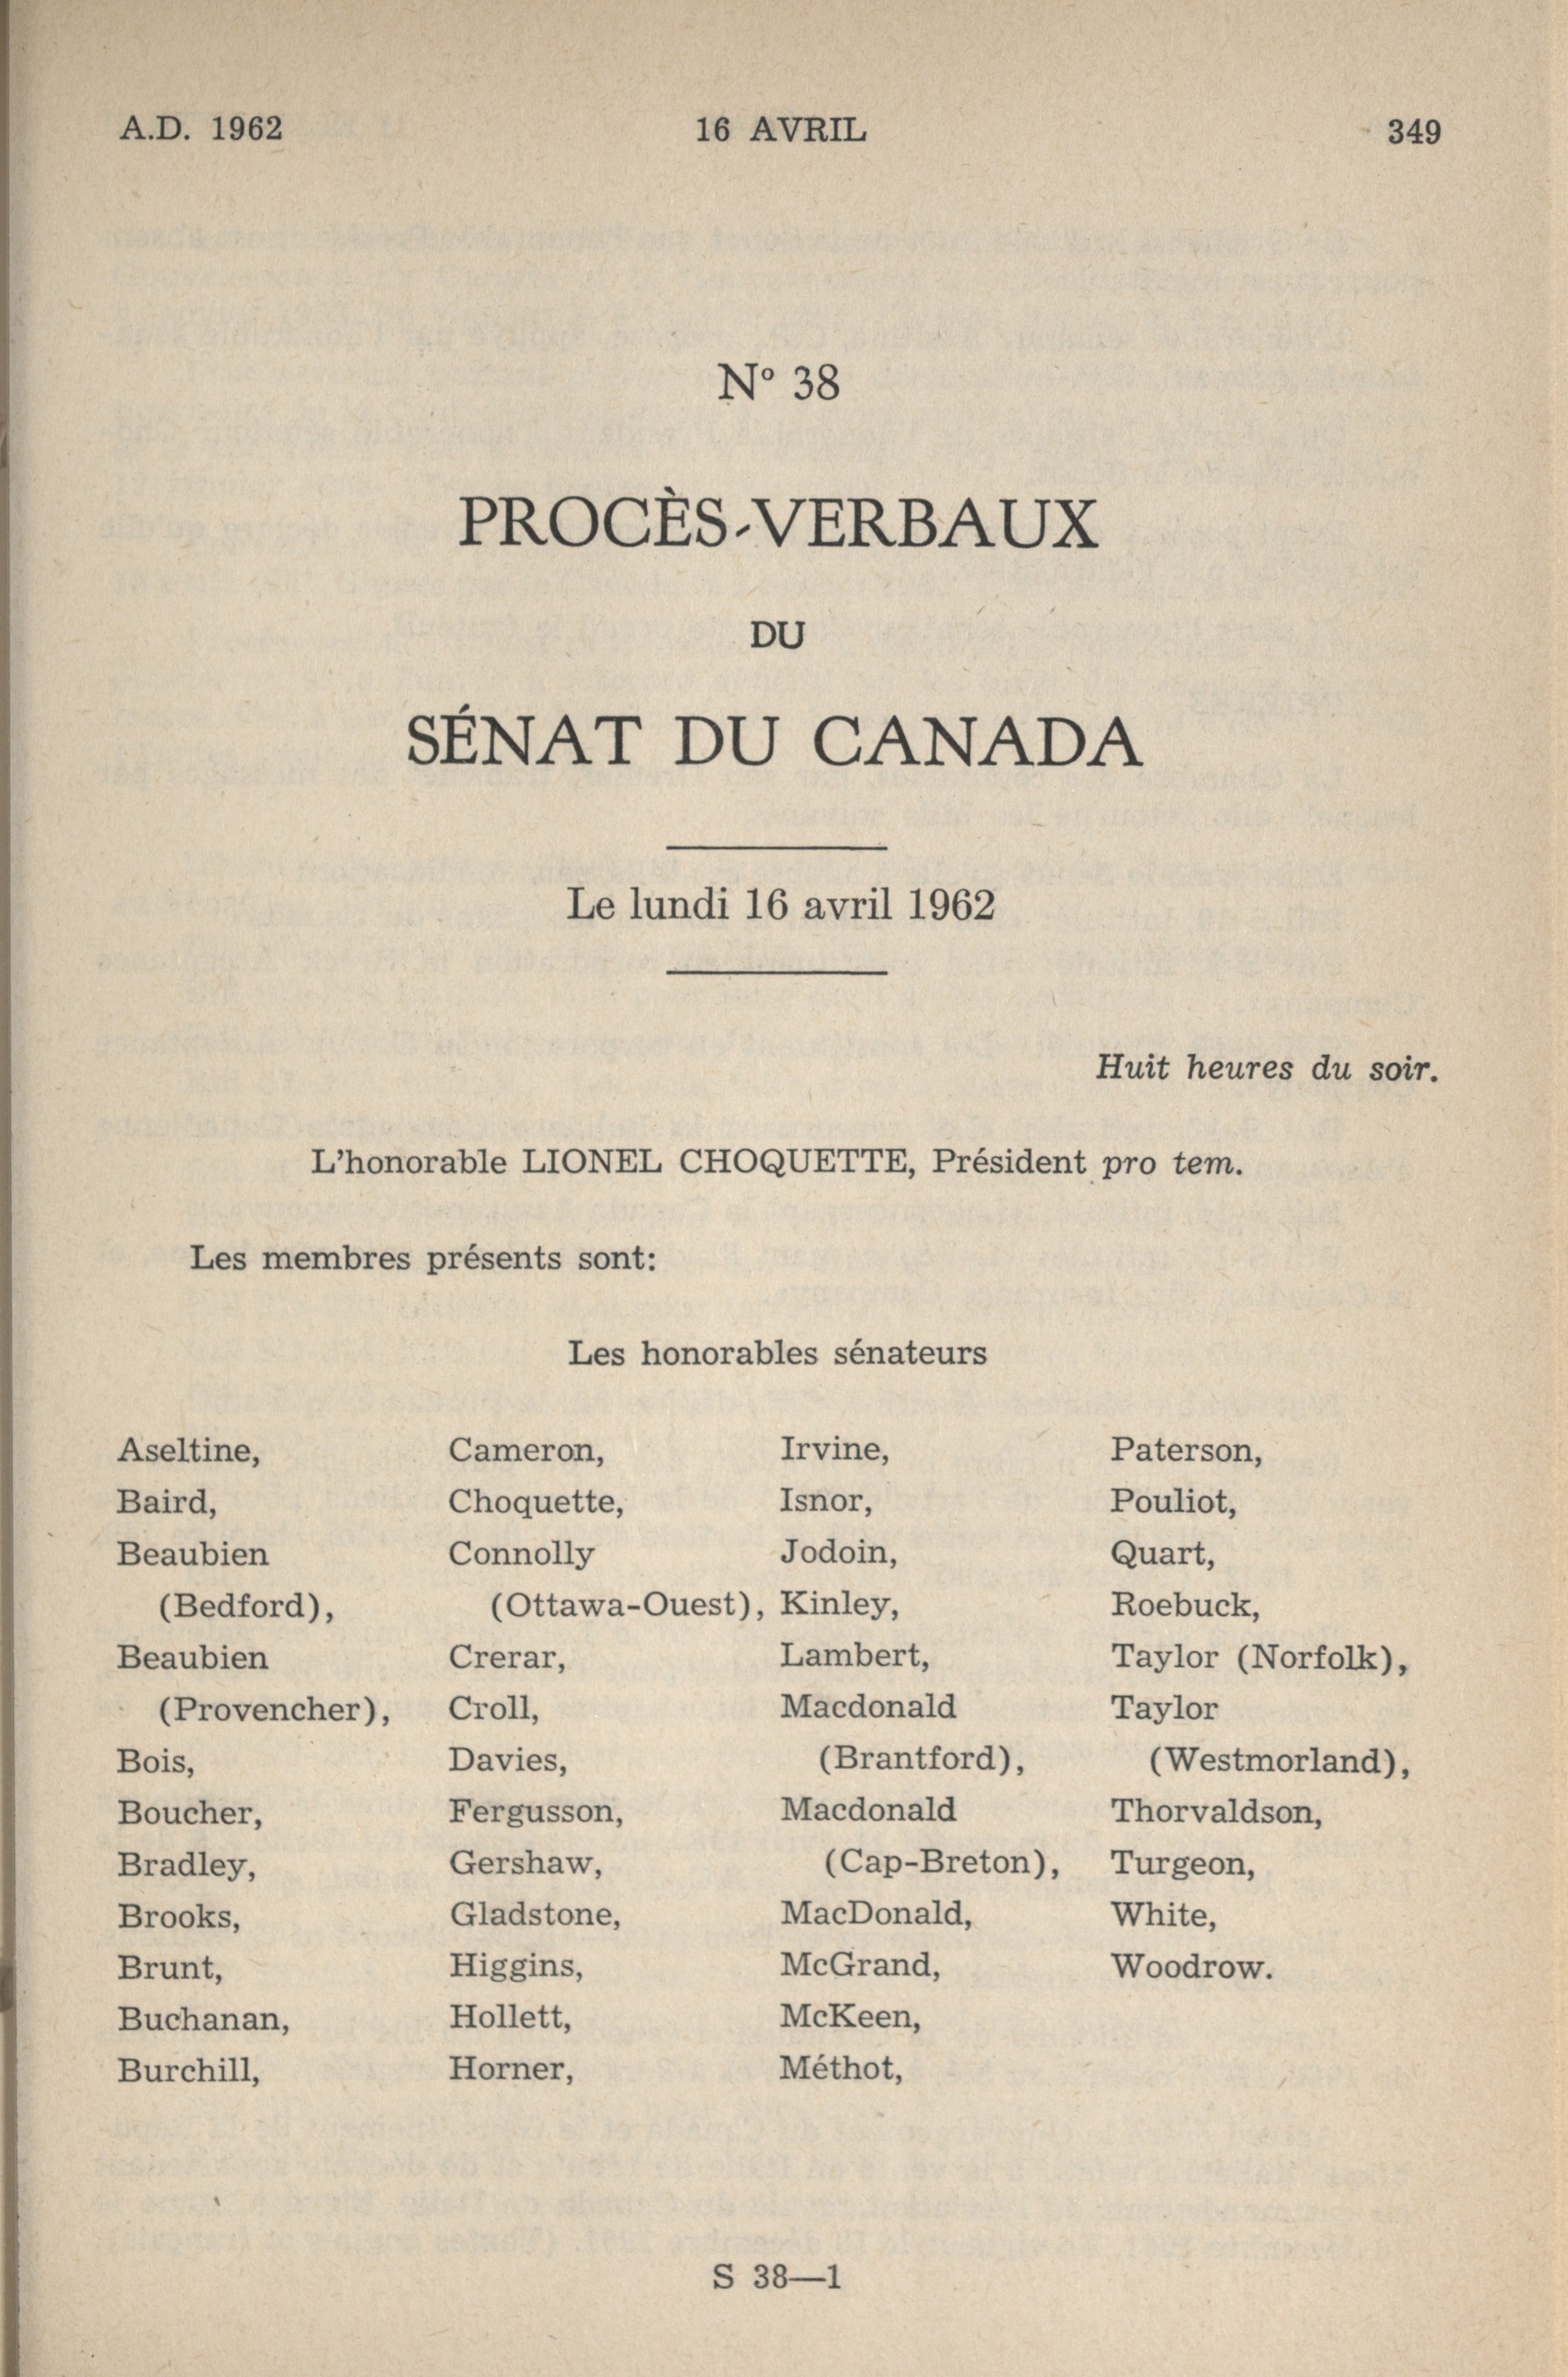 A.D. 1962 16 AVRIL 349
Nº 38
PROCÈS-VERBAUX
DU
SÉNAT DU CANADA
Le lundi 16 avril 1962
Huit heures du soir.
L'honorable LIONEL CHOQUETTE, Président pro tem.
Les membres présents sont:
Les honorables sénateurs
Aseltine,
Baird,
Beaubien
(Bedford),
Beaubien
(Provencher),
Bois,
Boucher,
Bradley,
Brooks,
Brunt,
Buchanan,
Burchill,
Cameron,
Choquette,
Connolly
(Ottawa-Ouest),
Crerar,
Croll,
Davies,
Fergusson,
Gershaw,
Gladstone,
Higgins,
Hollett,
Horner,
Irvine,
Isnor,
Jodoin,
Kinley,
Lambert,
Macdonald
(Brantford),
Macdonald
(Cap-Breton),
MacDonald,
McGrand,
McKeen,
Méthot,
Paterson,
Pouliot,
Quart,
Roebuck,
Taylor (Norfolk),
Taylor
(Westmorland),
Thorvaldson,
Turgeon,
White,
Woodrow.
S 38—1